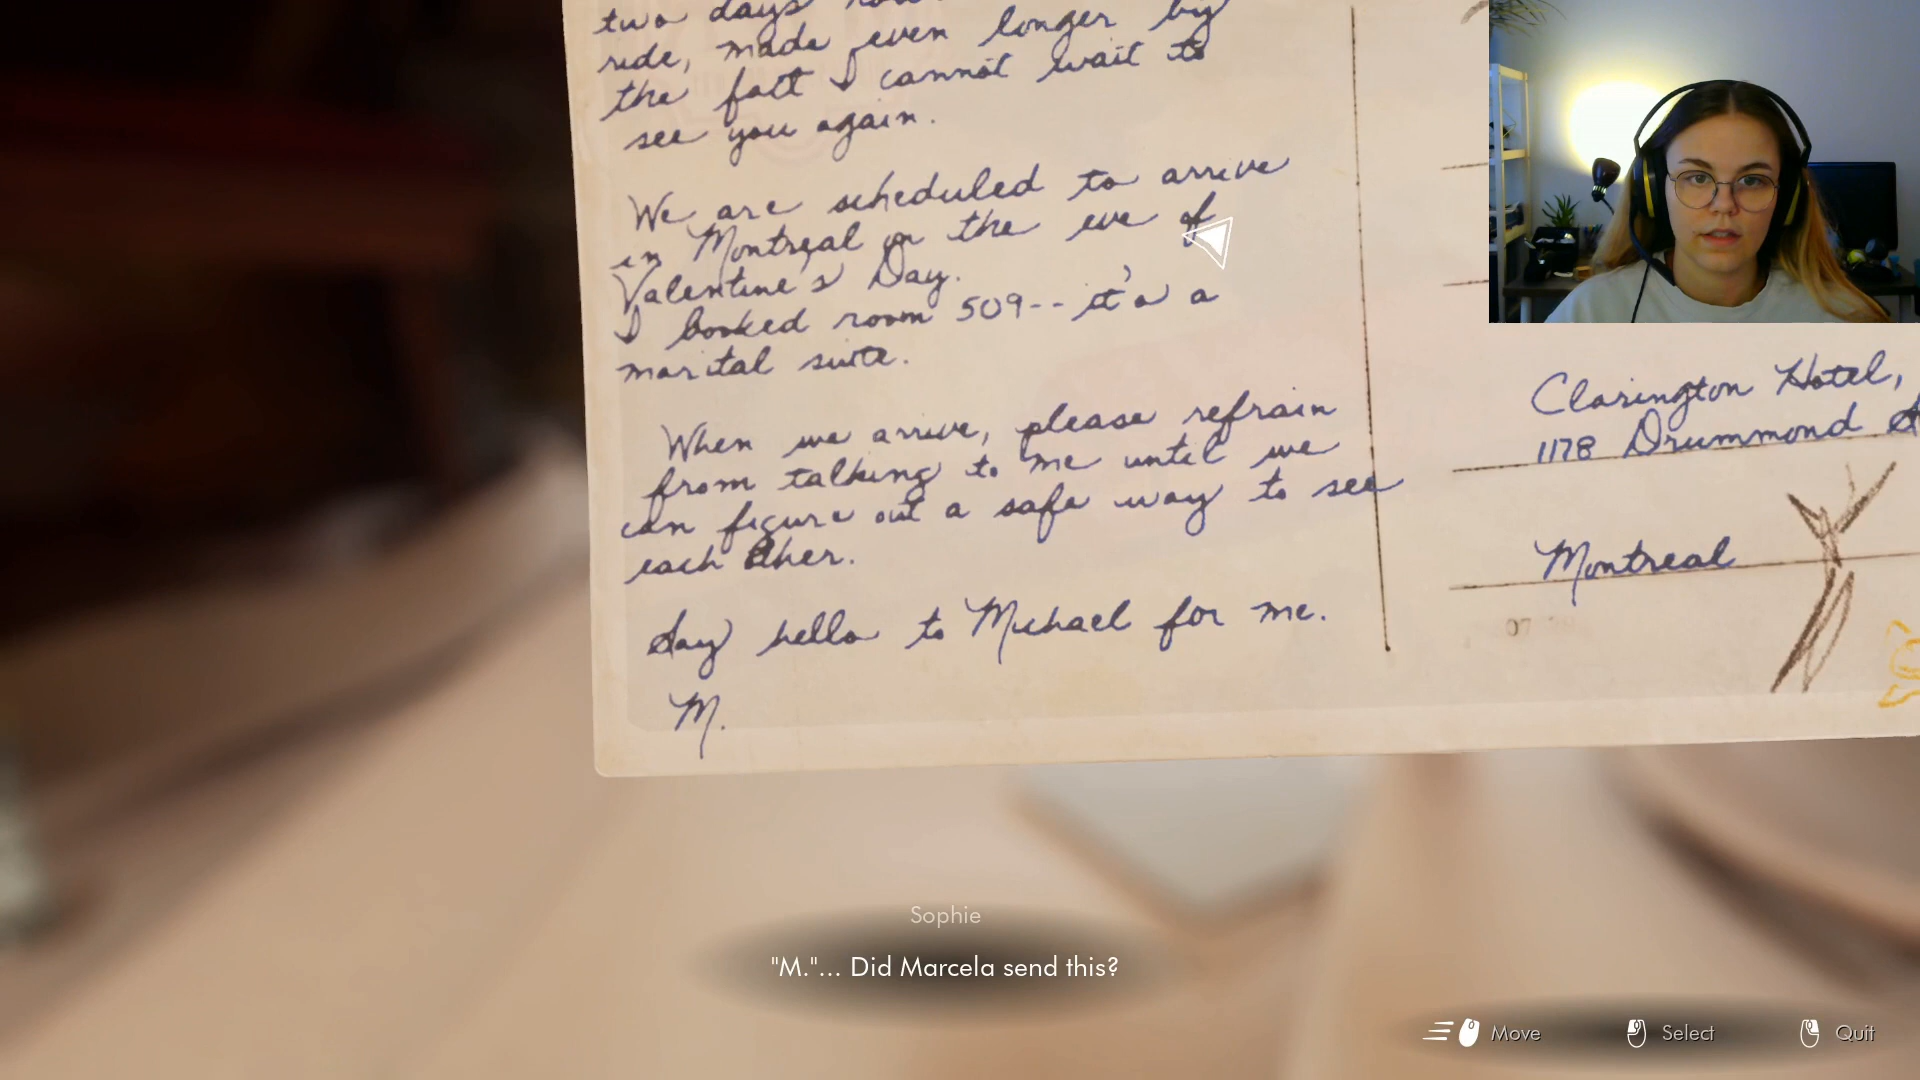 two days
ride, made even longer by
the fact I cannot wait to
see you again.
We are scheduled to arrive
in Montreal on the eve of
Valentine's Day.
I booked room 509-- it's a
marital suite.
When we arrive, please refrain
from talking to me until we
can figure out a safe way to see
each other.
Say hello to Michael for me.
M.
Clarington Hotel,
1178 Drummond
Montreal
07
Sophie
"M."... Did Marcela send this?
Move
Select
Quit